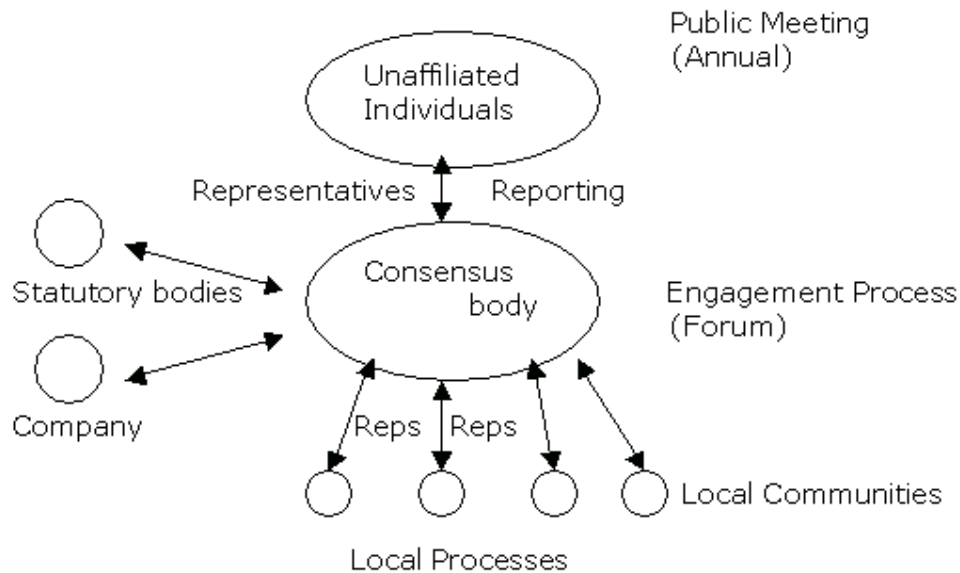 Public Meeting
(Annual)
Unaffiliated
Individuals
Representatives
Reporting
Statutory bodies
Consensus
body
Engagement Process
(Forum)
Company
Reps
Reps
Local Communities
Local Processes